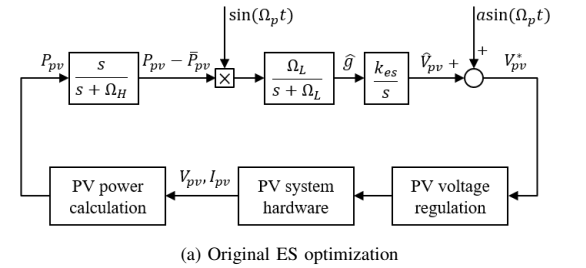 sin(Ω_p t)
asin(Ω_p t)
P_pv
s
s + Ω_H
P_pv − P̄_pv
×
Ω_L
s + Ω_L
ĝ
k_es
s
V̂_pv +
+
V*_pv
PV power
calculation
V_pv, I_pv
PV system
hardware
PV voltage
regulation
(a) Original ES optimization